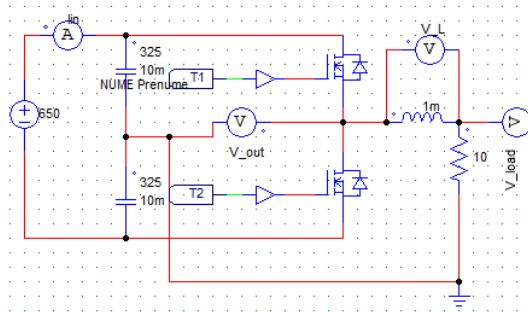 Iin
A
V_L
V
325
10m
NUME Prenume
T1
650
V
V_out
1m
V
V_load
10
325
10m
T2